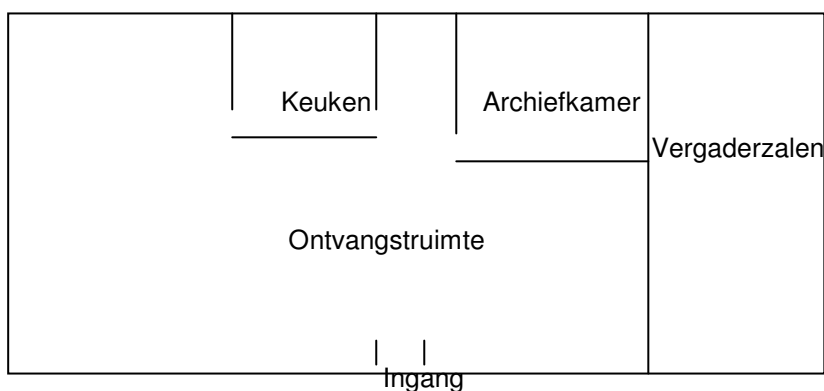 Keuken
Archiefkamer
Vergaderzalen
Ontvangstruimte
Ingang